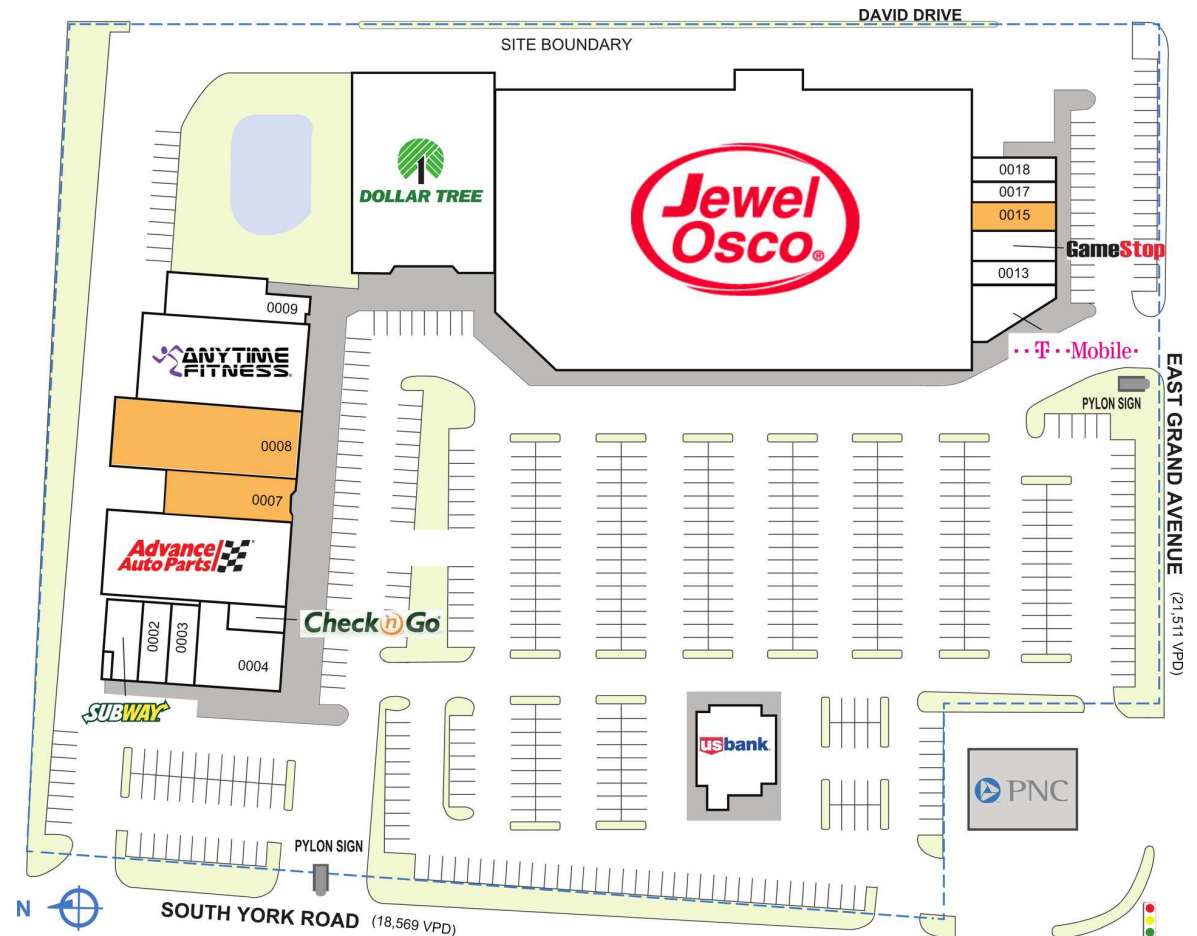 DAVID DRIVE
SITE BOUNDARY
DOLLAR TREE
Jewel
Osco®
0018
0017
0015
GameStop
0013
T Mobile
0009
ANYTIME
FITNESS®
PYLON SIGN
EAST GRAND AVENUE (21,511 VPD)
0008
0007
Advance
Auto Parts
Check n Go
0002
0003
0004
SUBWAY
usbank
PNC
PYLON SIGN
N
SOUTH YORK ROAD (18,569 VPD)